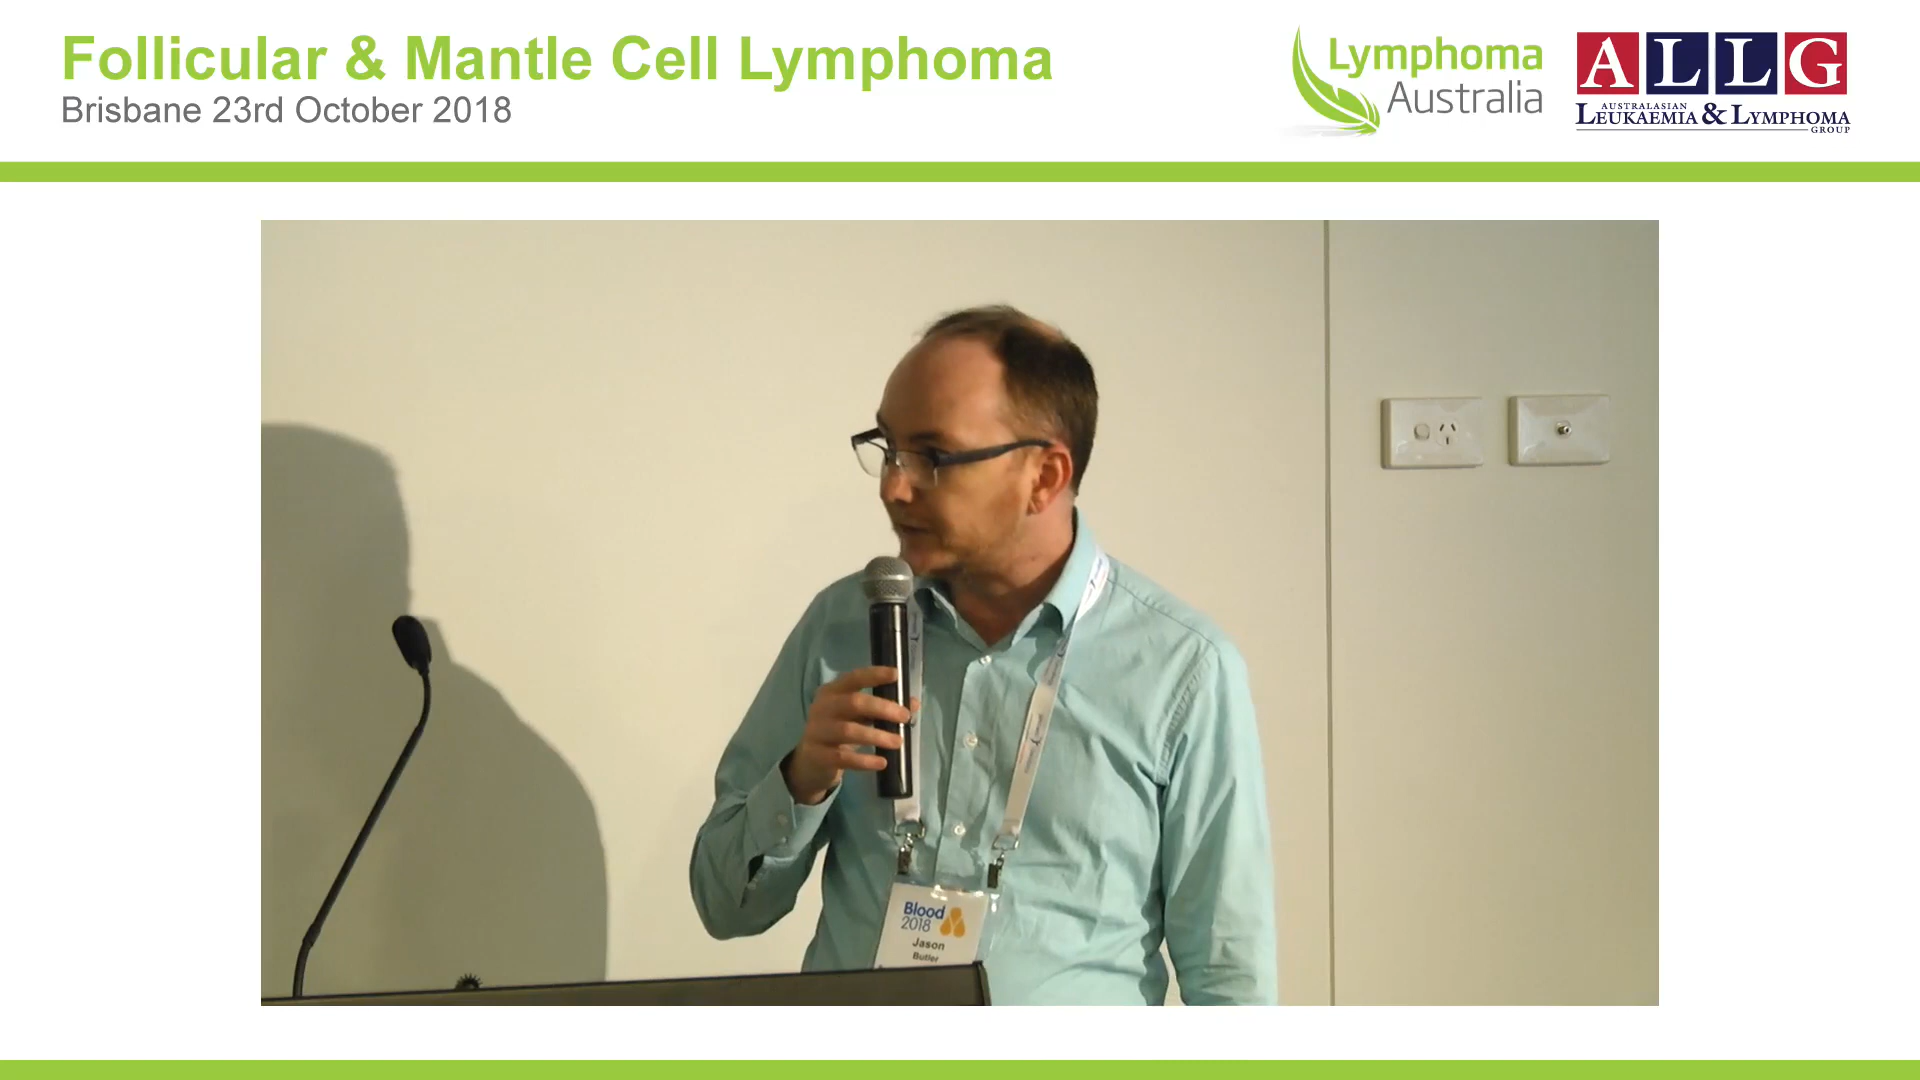 Follicular & Mantle Cell Lymphoma
Brisbane 23rd October 2018
Lymphoma
Australia
ALLG
AUSTRALASIAN
LEUKAEMIA & LYMPHOMA
GROUP
Blood
2018
Jason
Butler